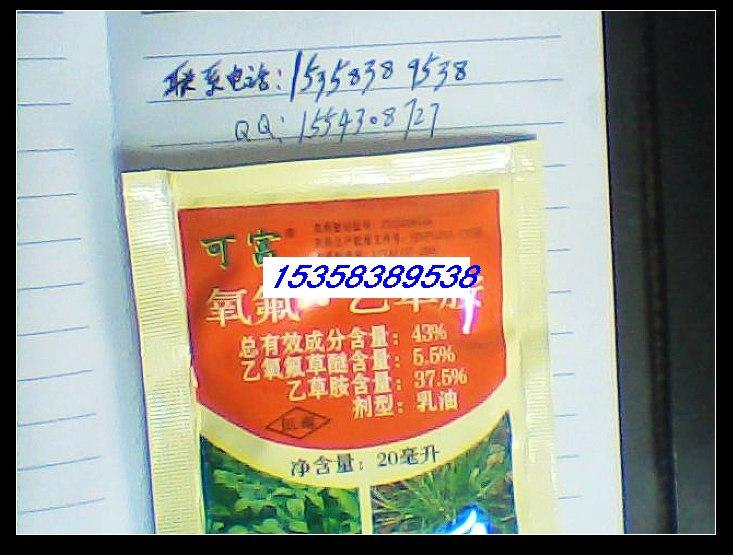 联系电话：15358389538
QQ：1554308727
可富
15358389538
氧氟 乙草胺
总有效成分含量：43%
乙氧氟草醚含量：5.5%
乙草胺含量：37.5%
剂型：乳油
低毒
净含量：20毫升